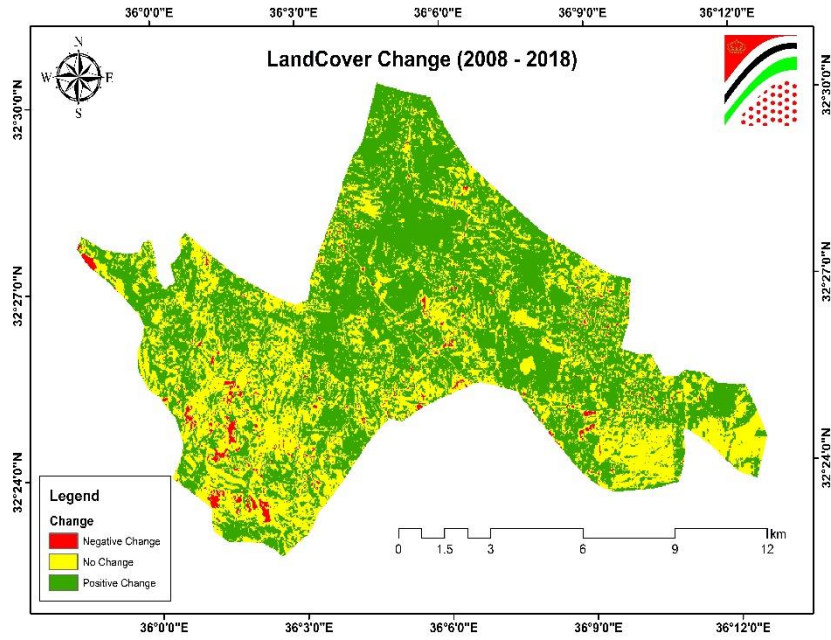 36°0'0"E 36°3'0"E 36°6'0"E 36°9'0"E 36°12'0"E
LandCover Change (2008 - 2018)
N
W E
S
32°30'0"N 32°30'0"N
32°27'0"N 32°27'0"N
32°24'0"N 32°24'0"N
Legend
Change
Negative Change
No Change
Positive Change
km
0 1.5 3 6 9 12
36°0'0"E 36°3'0"E 36°6'0"E 36°9'0"E 36°12'0"E